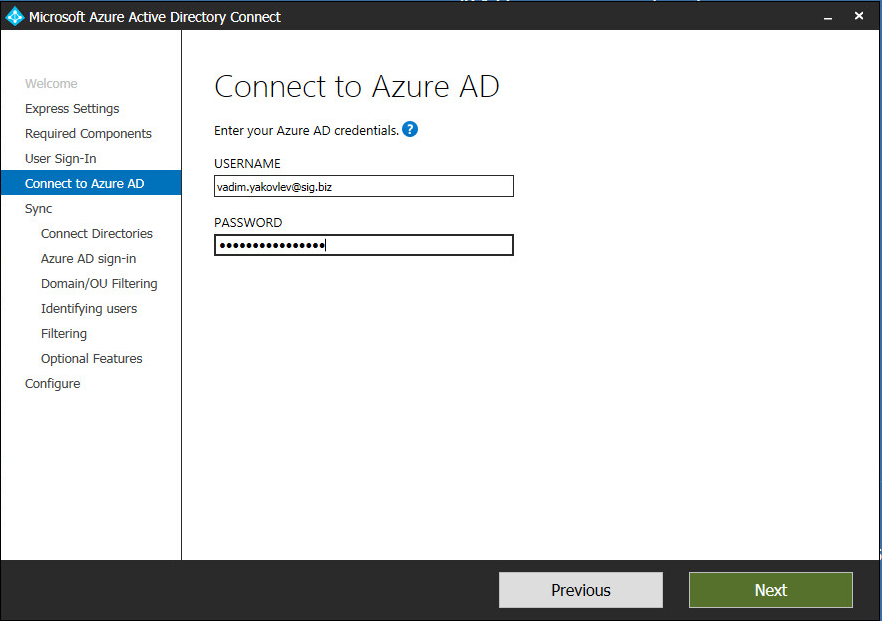 Microsoft Azure Active Directory Connect
Welcome
Express Settings
Required Components
User Sign-In
Connect to Azure AD
Sync
Connect Directories
Azure AD sign-in
Domain/OU Filtering
Identifying users
Filtering
Optional Features
Configure
Connect to Azure AD
Enter your Azure AD credentials. ?
USERNAME
vadim.yakovlev@sig.biz
PASSWORD
●●●●●●●●●●●●●●●●
Previous
Next